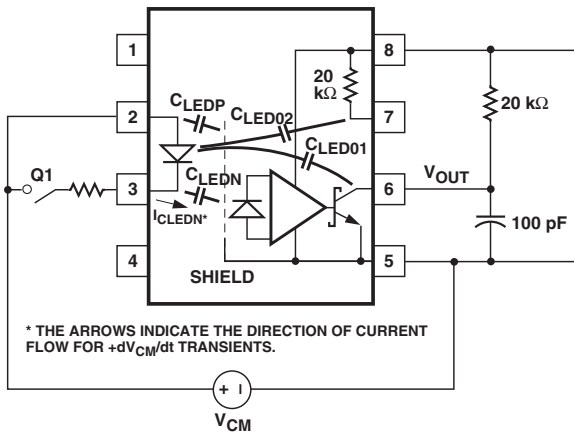 1
8
20
kΩ
C_LEDP
C_LED02
20 kΩ
2
7
C_LED01
Q1
C_LEDN
V_OUT
3
6
I_CLEDN*
100 pF
4
5
SHIELD
* THE ARROWS INDICATE THE DIRECTION OF CURRENT
FLOW FOR +dV_CM/dt TRANSIENTS.
+ I
V_CM